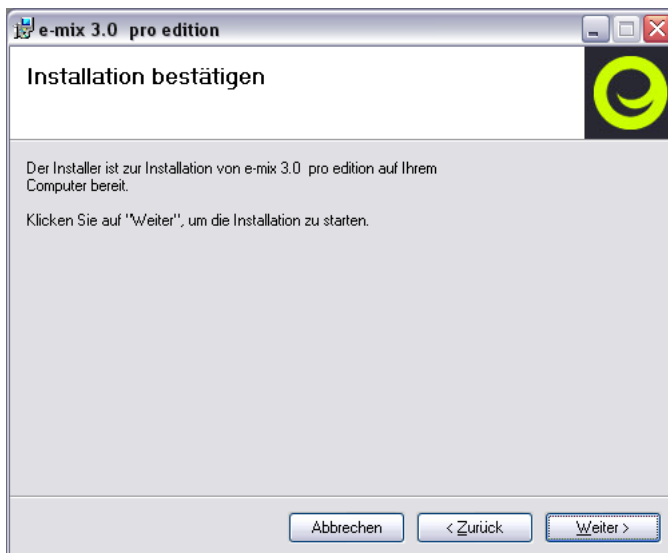 e-mix 3.0 pro edition
Installation bestätigen
Der Installer ist zur Installation von e-mix 3.0 pro edition auf Ihrem
Computer bereit.
Klicken Sie auf "Weiter", um die Installation zu starten.
Abbrechen < Zurück Weiter >